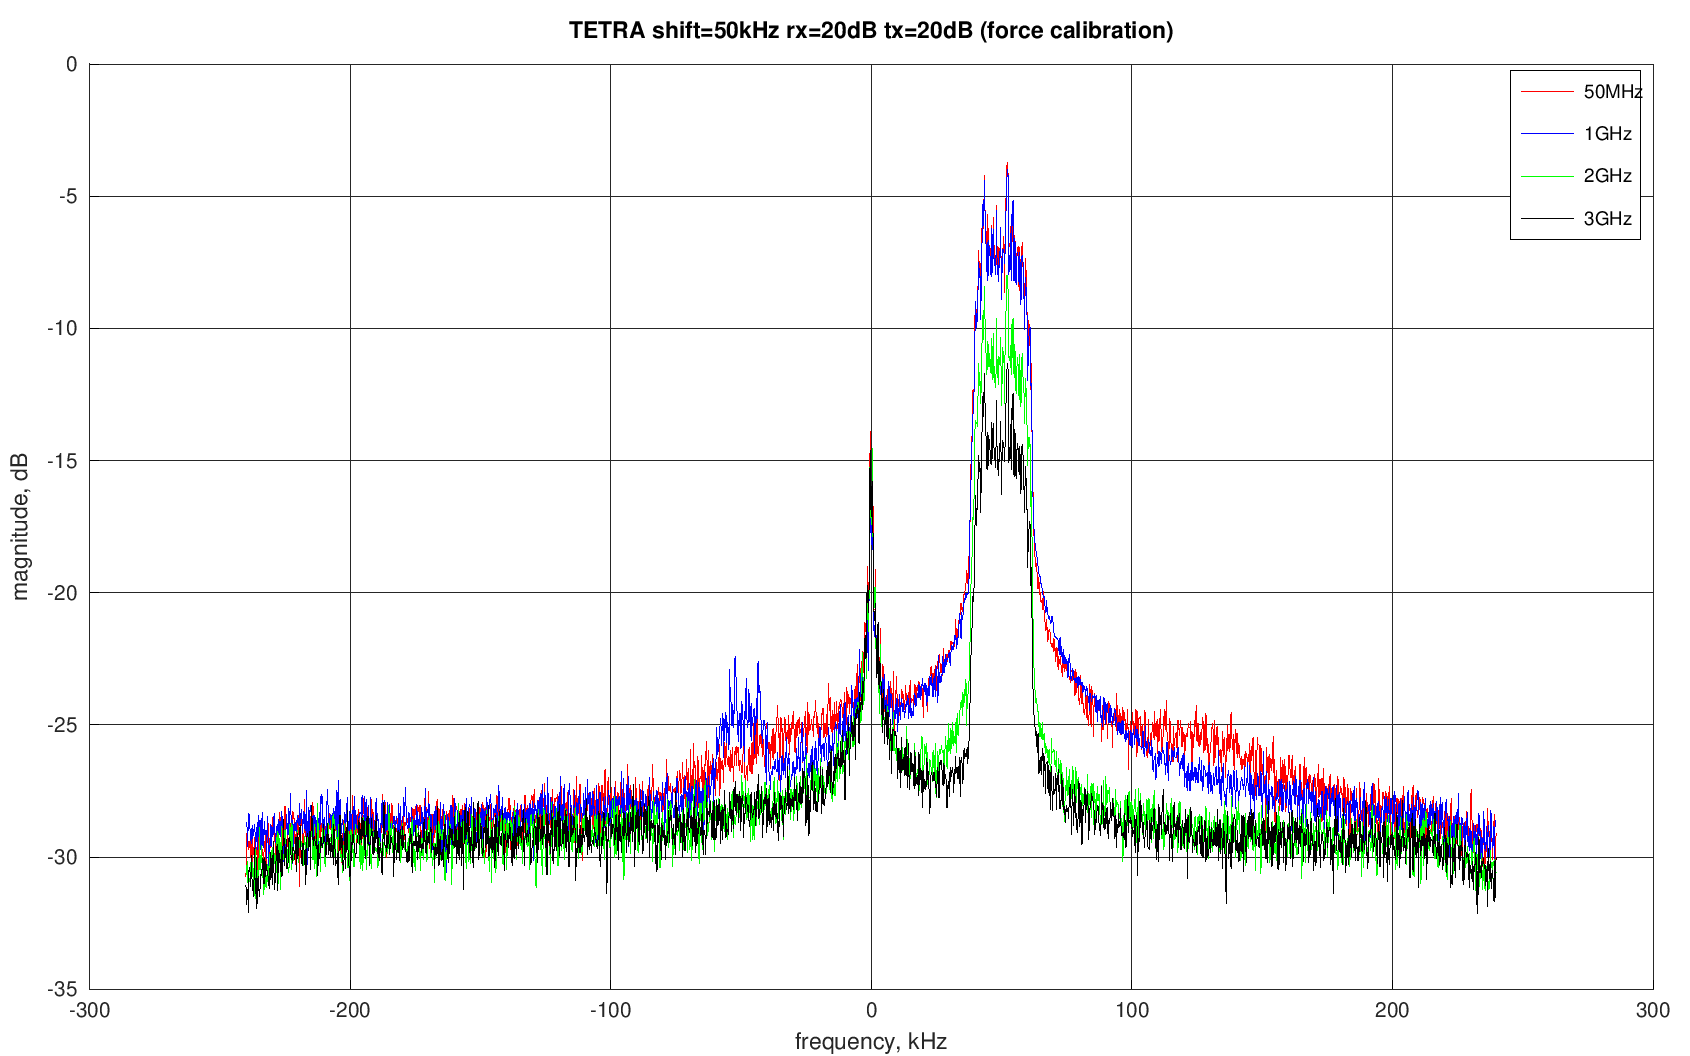 TETRA shift=50kHz rx=20dB tx=20dB (force calibration)
0
-5
-10
-15
-20
-25
-30
-35
magnitude, dB
-300
-200
-100
0
100
200
300
frequency, kHz
50MHz
1GHz
2GHz
3GHz